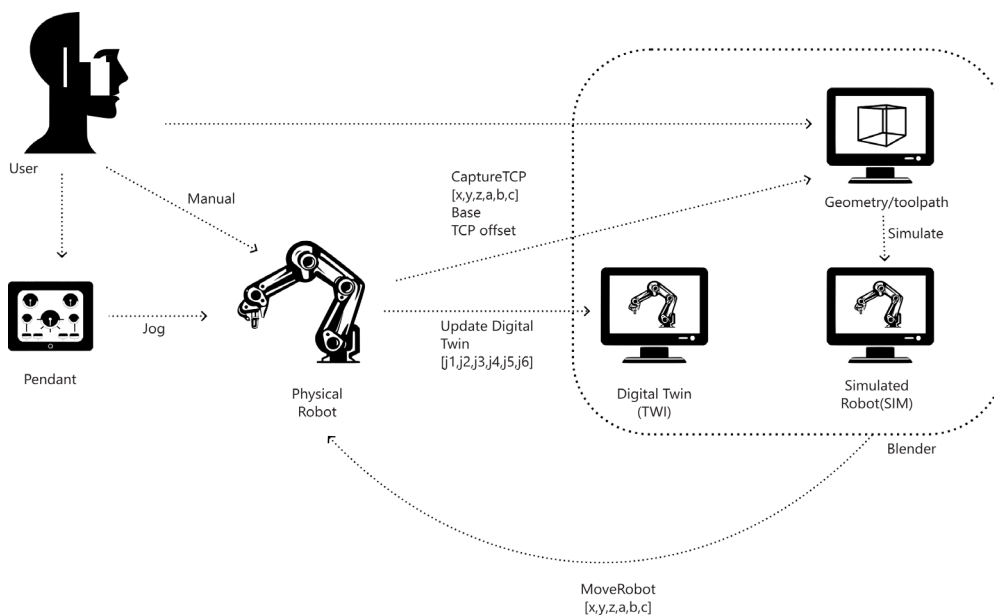 User
Manual
CaptureTCP
[x,y,z,a,b,c]
Base
TCP offset
Geometry/toolpath
Simulate
Jog
Update Digital
Twin
[j1,j2,j3,j4,j5,j6]
Pendant
Physical
Robot
Digital Twin
(TWI)
Simulated
Robot(SIM)
Blender
MoveRobot
[x,y,z,a,b,c]